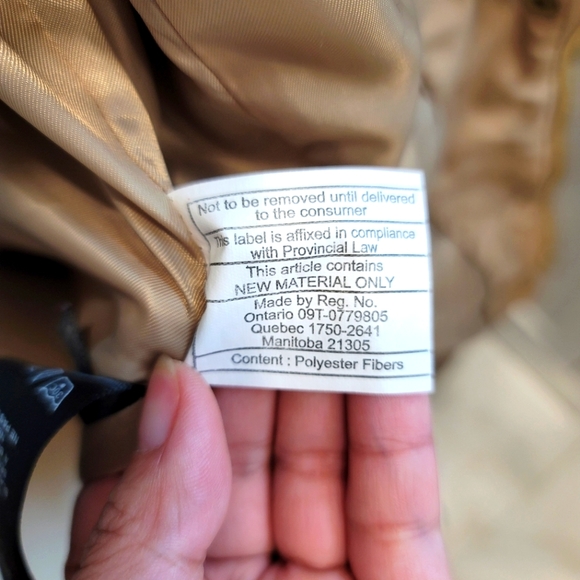 Not to be removed until delivered
to the consumer
This label is affixed in compliance
with Provincial Law
This article contains
NEW MATERIAL ONLY
Made by Reg. No.
Ontario 09T-0779805
Quebec 1750-2641
Manitoba 21305
Content : Polyester Fibers